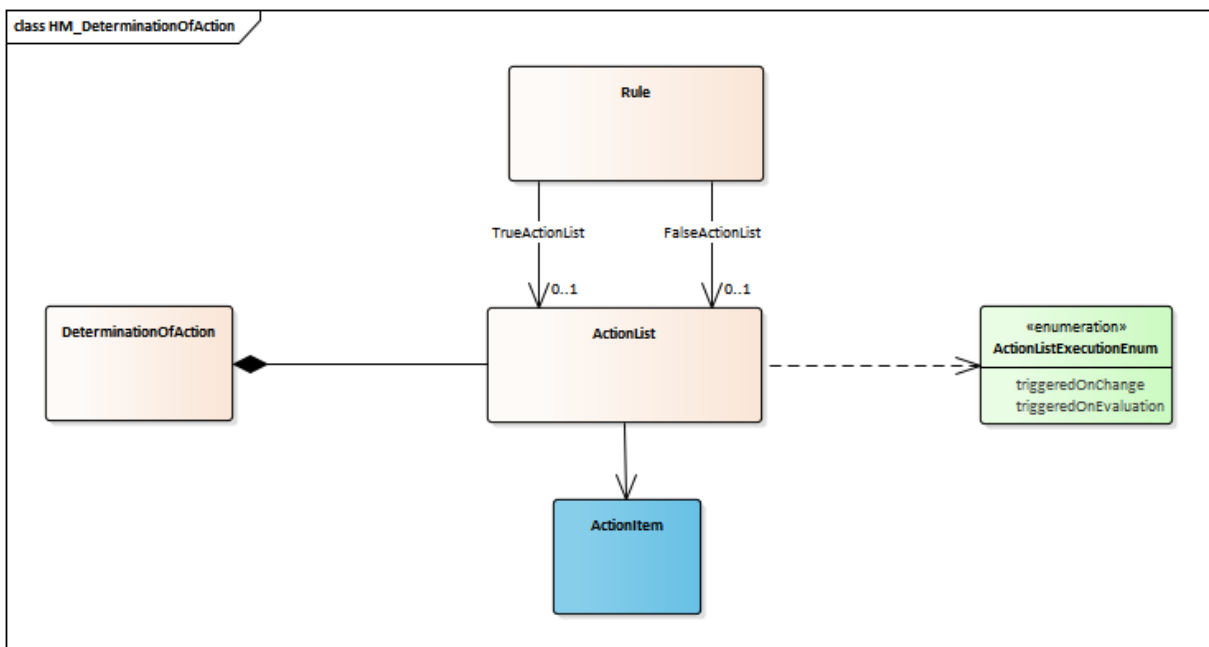 class HM_DeterminationOfAction
Rule
TrueActionList
FalseActionList
0..1
0..1
DeterminationOfAction
ActionList
«enumeration»
ActionListExecutionEnum
triggeredOnChange
triggeredOnEvaluation
ActionItem